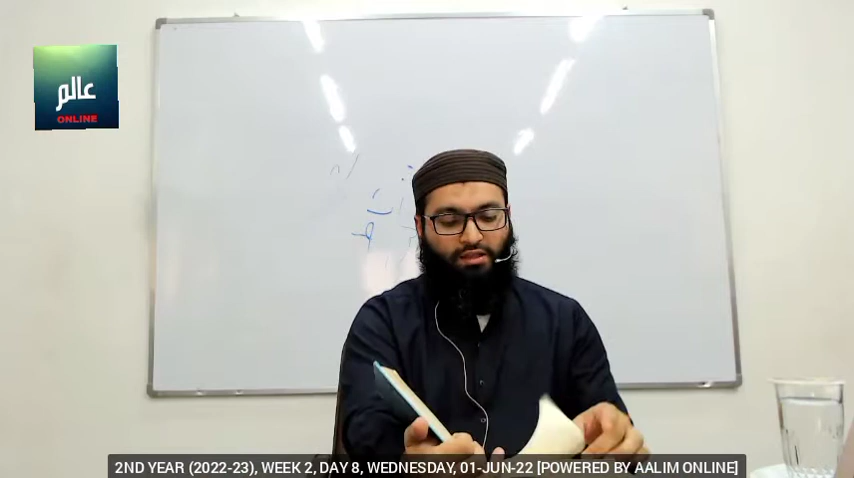 عالم
ONLINE
2ND YEAR (2022-23), WEEK 2, DAY 8, WEDNESDAY, 01-JUN-22 [POWERED BY AALIM ONLINE]